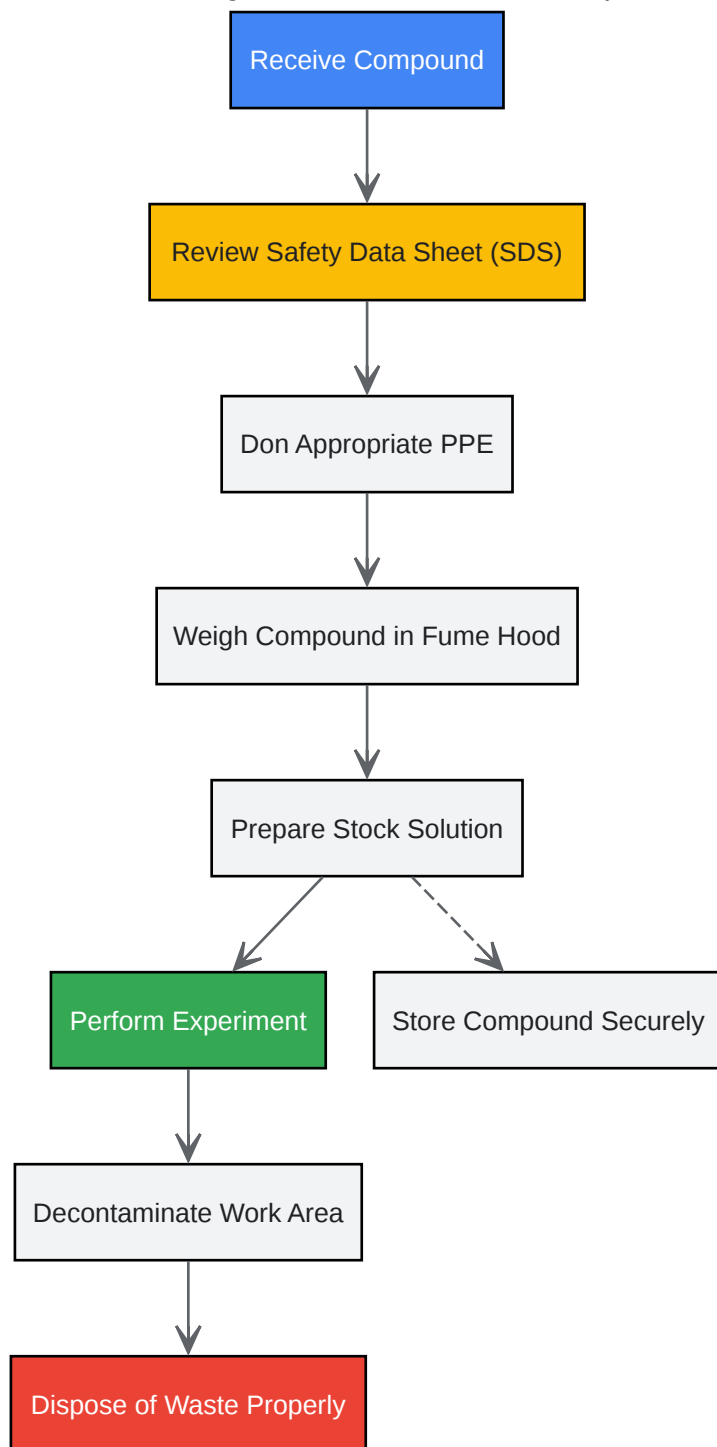 Receive Compound
Review Safety Data Sheet (SDS)
Don Appropriate PPE
Weigh Compound in Fume Hood
Prepare Stock Solution
Perform Experiment
Store Compound Securely
Decontaminate Work Area
Dispose of Waste Properly